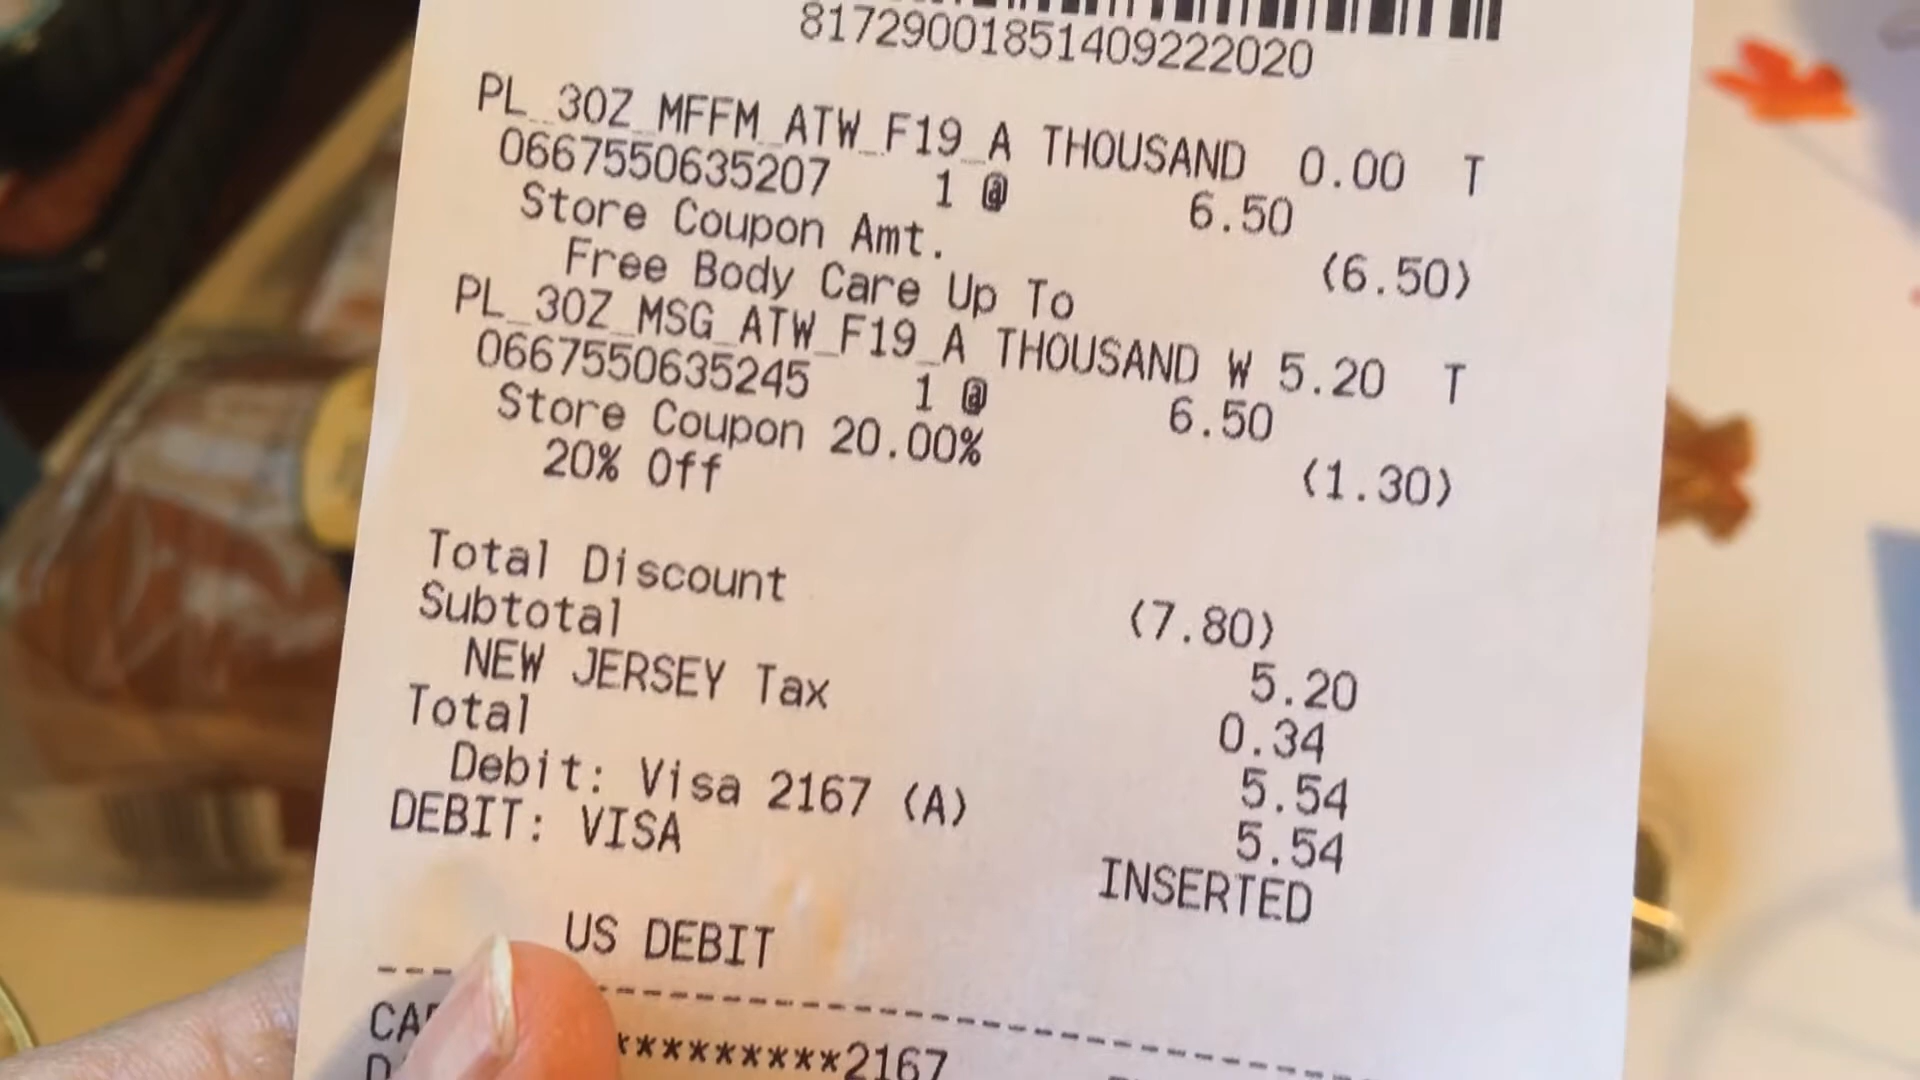 81729001851409222020
PL_3OZ_MFFM_ATW_F19_A THOUSAND 0.00 T
0667550635207 1 @ 6.50
Store Coupon Amt. (6.50)
Free Body Care Up To
PL_3OZ_MSG_ATW_F19_A THOUSAND W 5.20 T
0667550635245 1 @ 6.50
Store Coupon 20.00% (1.30)
20% Off
Total Discount (7.80)
Subtotal 5.20
NEW JERSEY Tax 0.34
Total 5.54
Debit: Visa 2167 (A) 5.54
DEBIT: VISA INSERTED
US DEBIT
*********2167